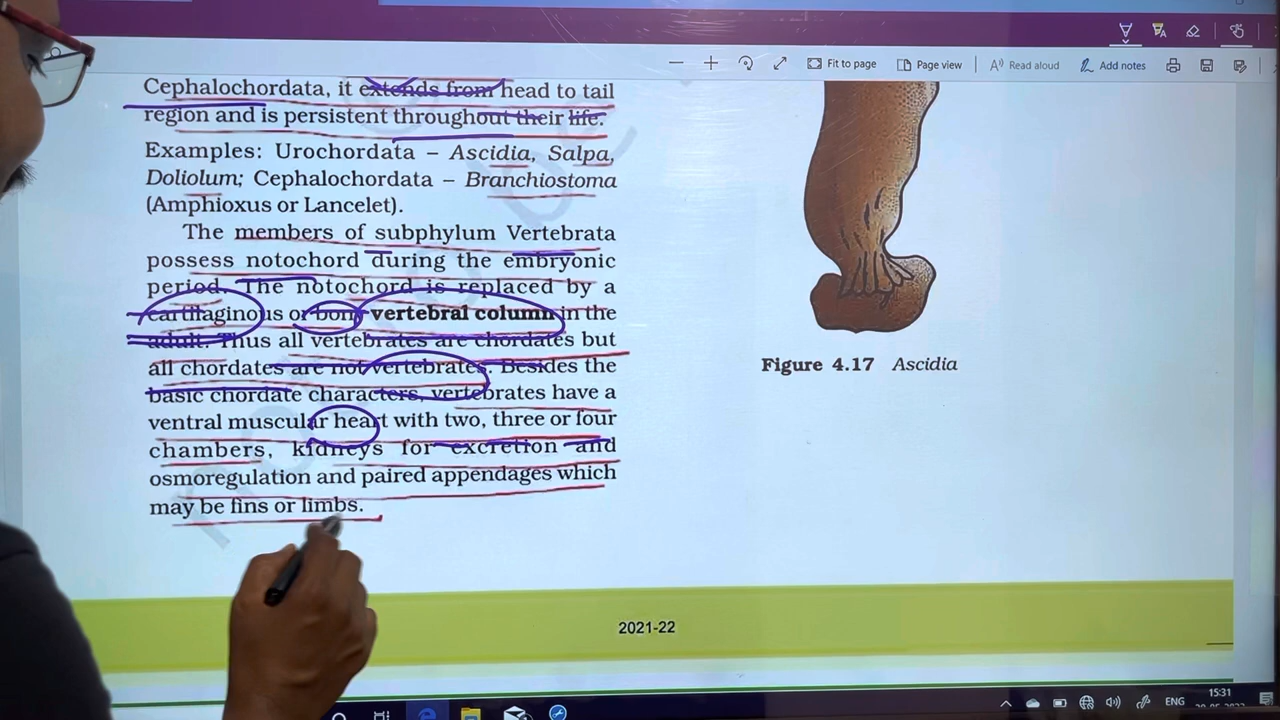 Fit to page
Page view
Read aloud
Add notes
Cephalochordata, it extends from head to tail
region and is persistent throughout their life.
Examples: Urochordata – Ascidia, Salpa,
Doliolum; Cephalochordata – Branchiostoma
(Amphioxus or Lancelet).
The members of subphylum Vertebrata
possess notochord during the embryonic
period. The notochord is replaced by a
cartilaginous or bony vertebral column in the
adult. Thus all vertebrates are chordates but
all chordates are not vertebrates. Besides the
basic chordate characters, vertebrates have a
ventral muscular heart with two, three or four
chambers, kidneys for excretion and
osmoregulation and paired appendages which
may be fins or limbs.
Figure 4.17 Ascidia
2021-22
ENG
15:31